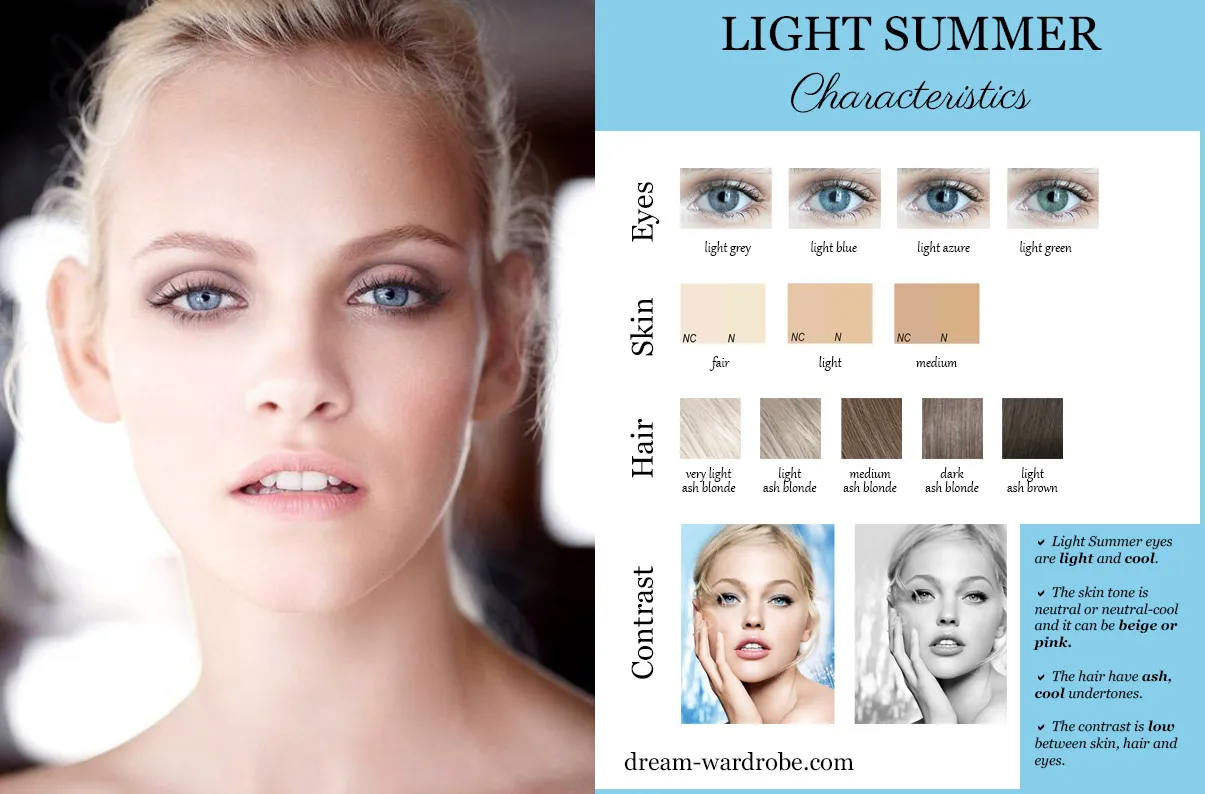 LIGHT SUMMER
Characteristics
Eyes
light grey
light blue
light azure
light green
Skin
NC N
NC N
NC N
fair
light
medium
Hair
very light
ash blonde
light
ash blonde
medium
ash blonde
dark
ash blonde
light
ash brown
Contrast
✓ Light Summer eyes
are light and cool.
✓ The skin tone is
neutral or neutral-cool
and it can be beige or
pink.
✓ The hair have ash,
cool undertones.
✓ The contrast is low
between skin, hair and
eyes.
dream-wardrobe.com